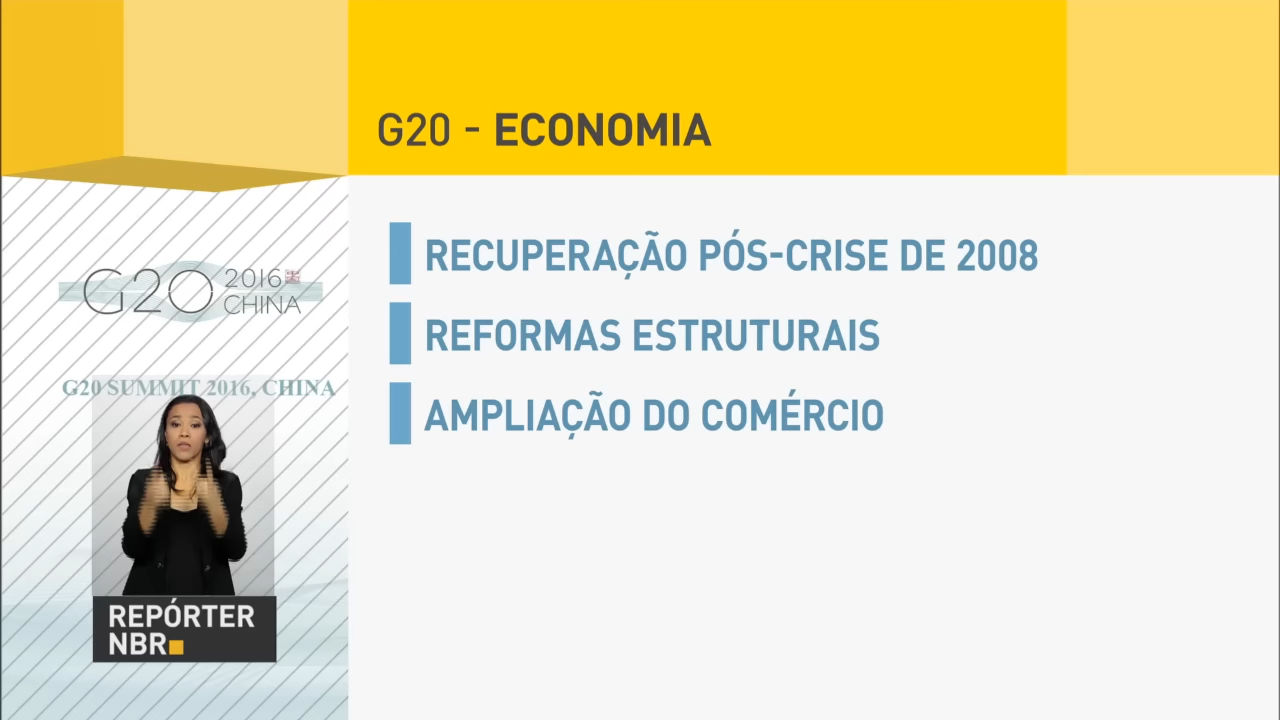 G20 - ECONOMIA
RECUPERAÇÃO PÓS-CRISE DE 2008
REFORMAS ESTRUTURAIS
AMPLIAÇÃO DO COMÉRCIO
G20 2016
CHINA
G20 SUMMIT 2016, CHINA
REPÓRTER
NBR